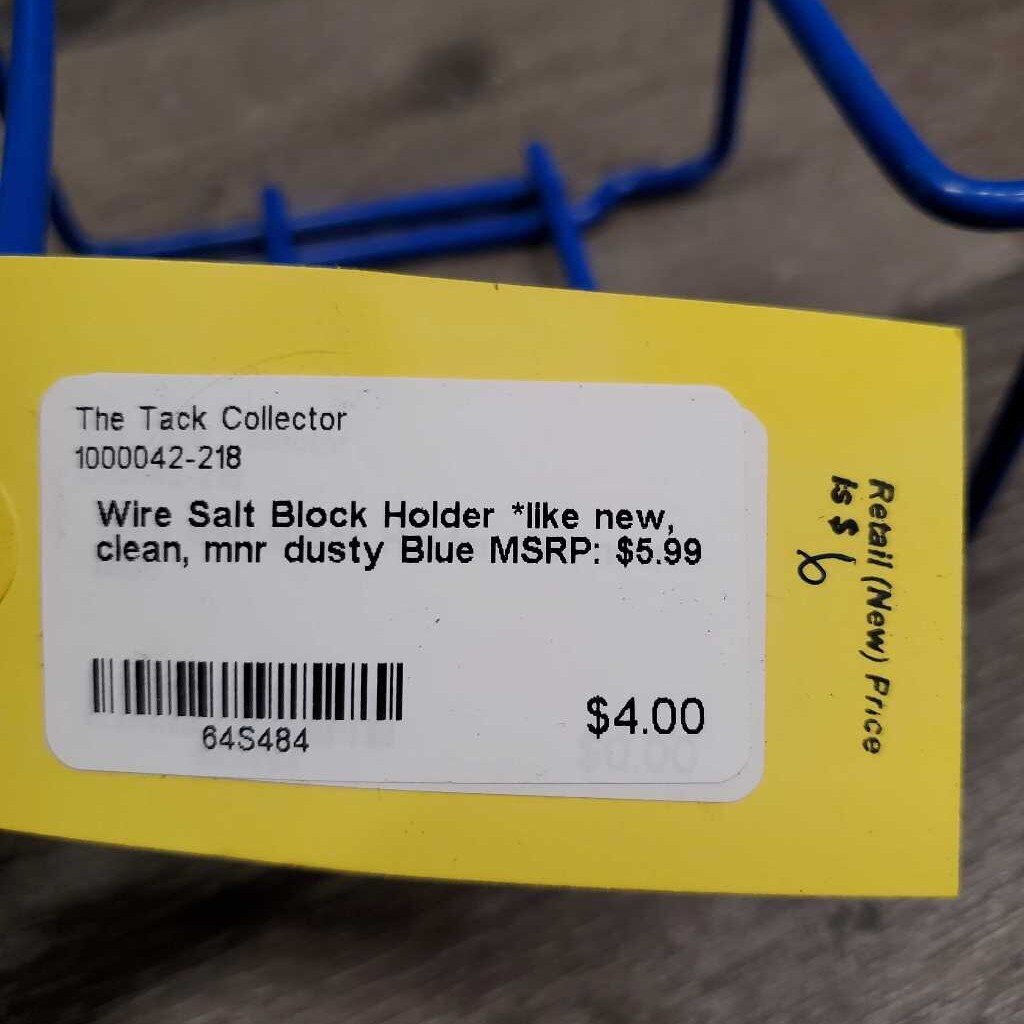 The Tack Collector
1000042-218
Wire Salt Block Holder *like new,
clean, mnr dusty Blue MSRP: $5.99
64S484
$4.00
Retail (New) Price
Is $ 6